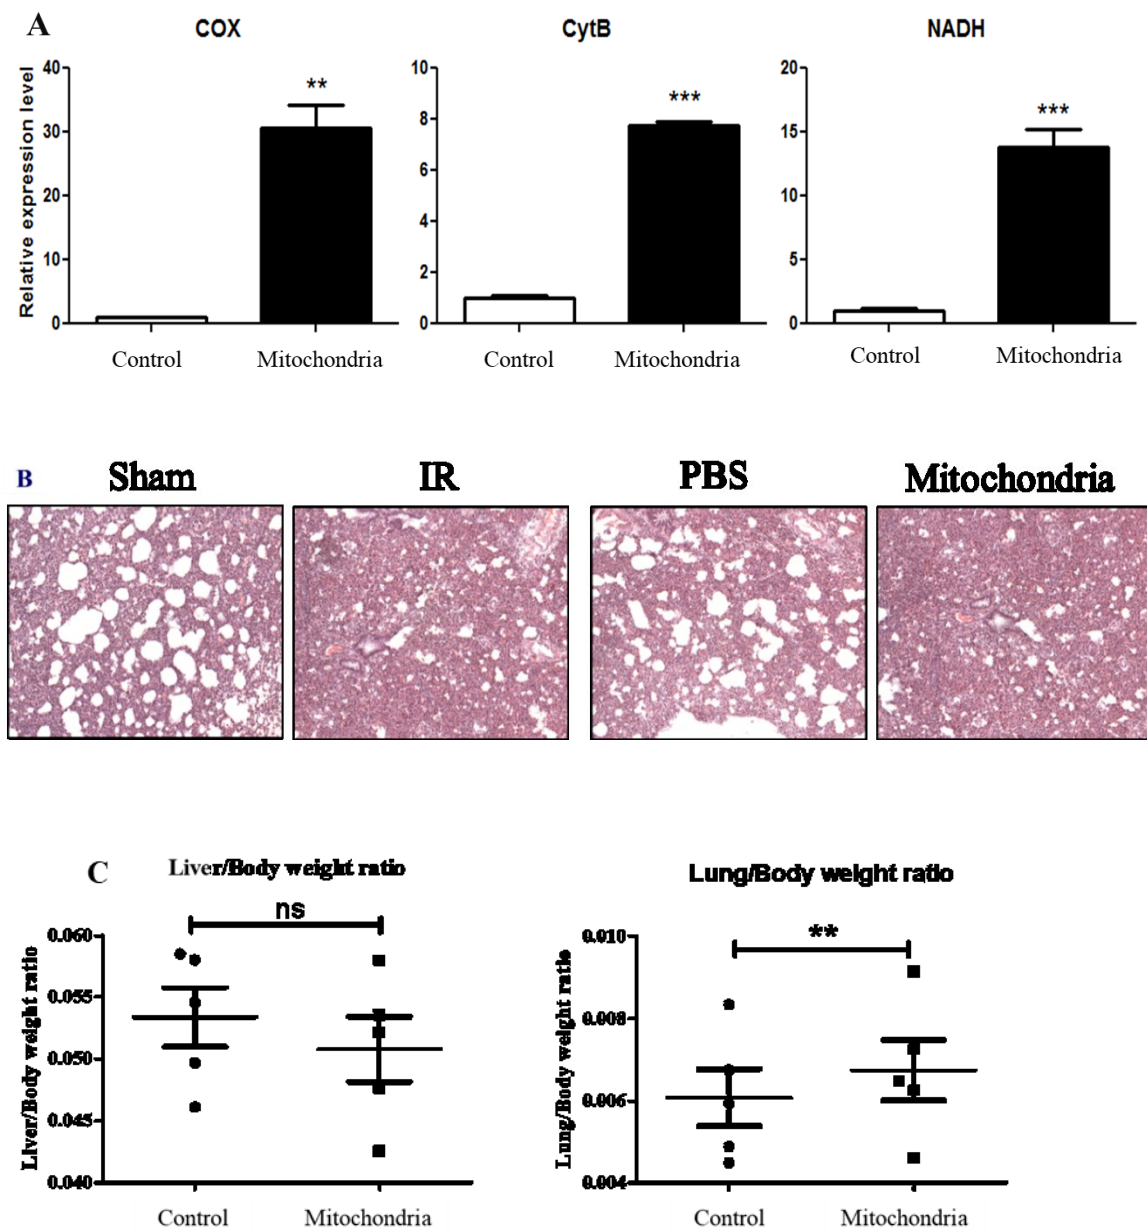 A
COX
CytB
NADH
Relative expression level
40
30
20
10
0
**
Control
Mitochondria
10
8
6
4
2
0
***
Control
Mitochondria
20
15
10
5
0
***
Control
Mitochondria
B
Sham
IR
PBS
Mitochondria
C
Liver/Body weight ratio
ns
Liver/Body weight ratio
0.060
0.055
0.050
0.045
0.040
Control
Mitochondria
Lung/Body weight ratio
**
Lung/Body weight ratio
0.010
0.008
0.006
0.004
Control
Mitochondria